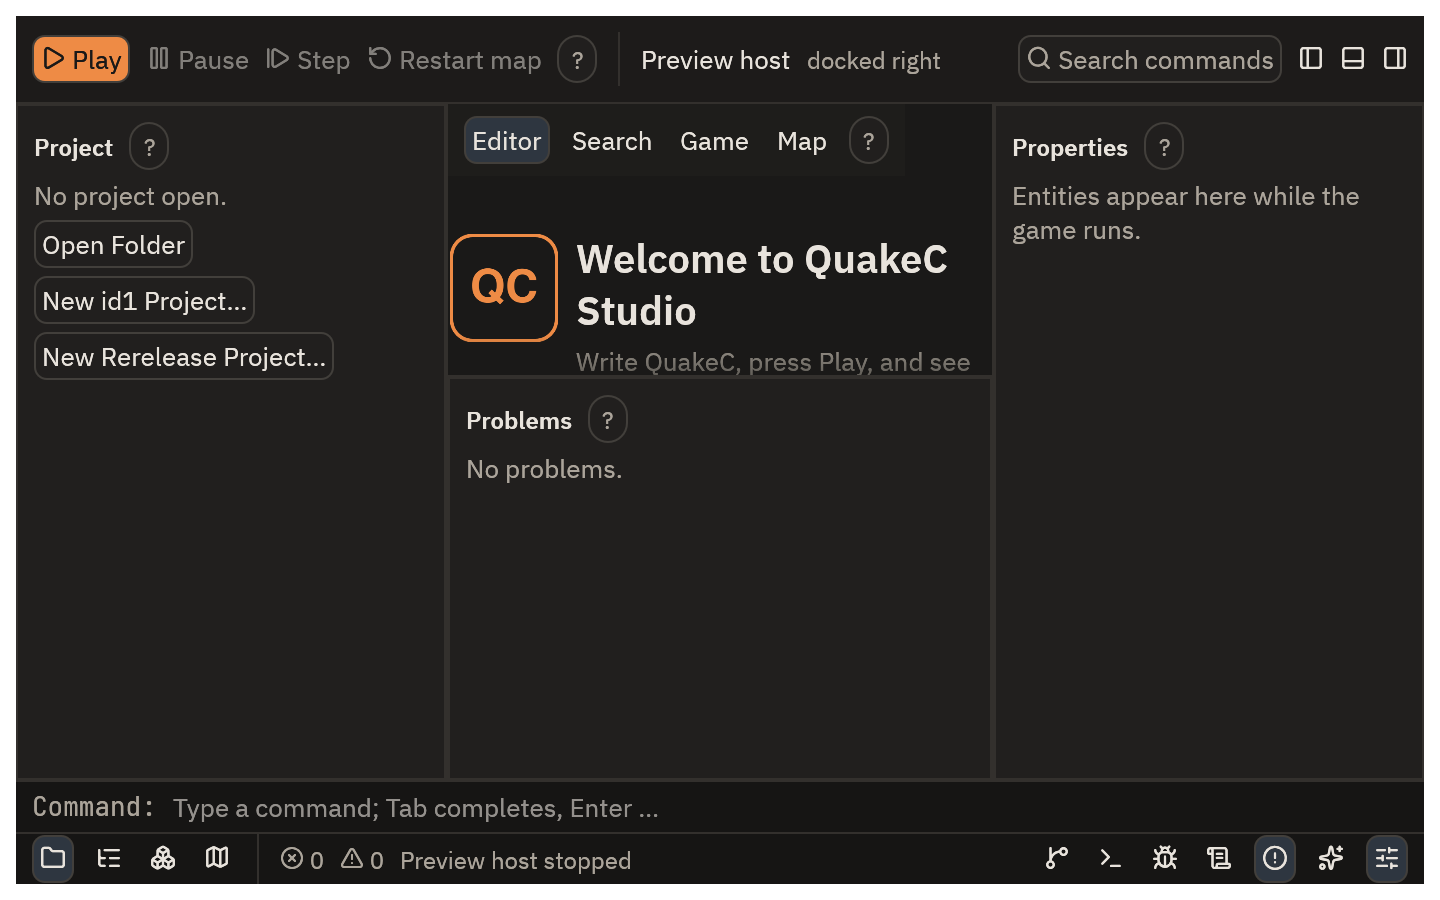 Play Pause Step Restart map ? Preview host docked right Search commands
Project ?
No project open.
Open Folder
New id1 Project...
New Rerelease Project...
Editor Search Game Map ?
QC
Welcome to QuakeC
Studio
Write QuakeC, press Play, and see
Problems ?
No problems.
Properties ?
Entities appear here while the
game runs.
Command: Type a command; Tab completes, Enter ...
0 0 Preview host stopped